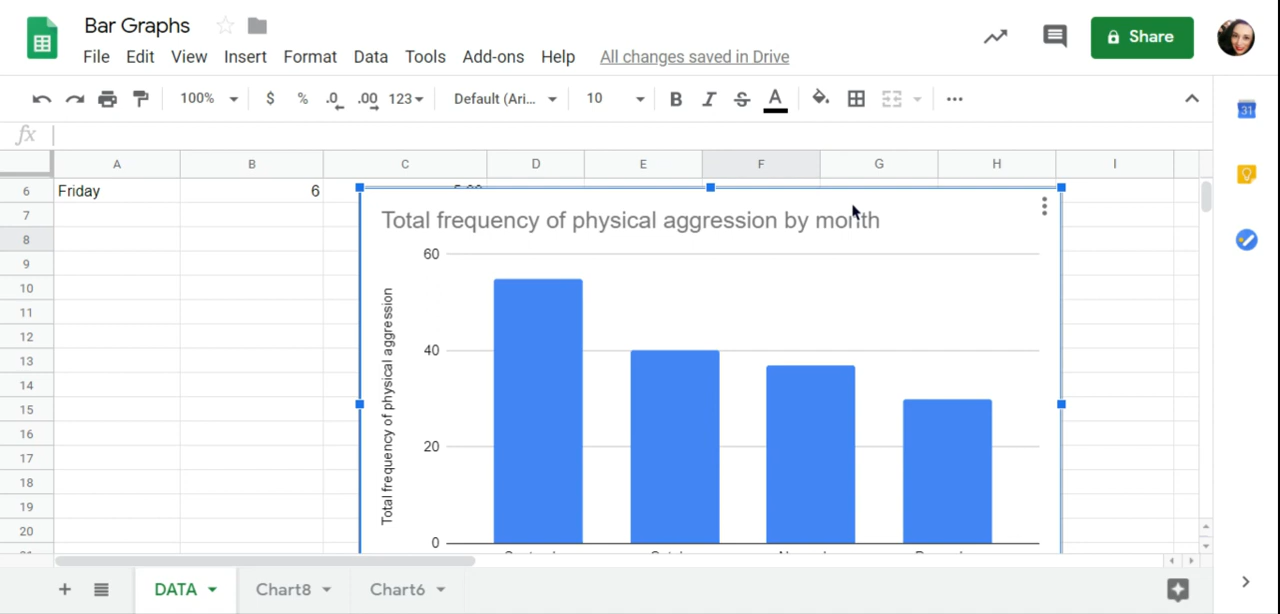 Bar Graphs
File Edit View Insert Format Data Tools Add-ons Help All changes saved in Drive
Share
100% $ % .0 .00 123 Default (Ari... 10 B I S A ...
31
fx
A B C D E F G H I
6 Friday 6
7
8
9
10
11
12
13
14
15
16
17
18
19
20
Total frequency of physical aggression by month
Total frequency of physical aggression
60
40
20
0
+ DATA Chart8 Chart6